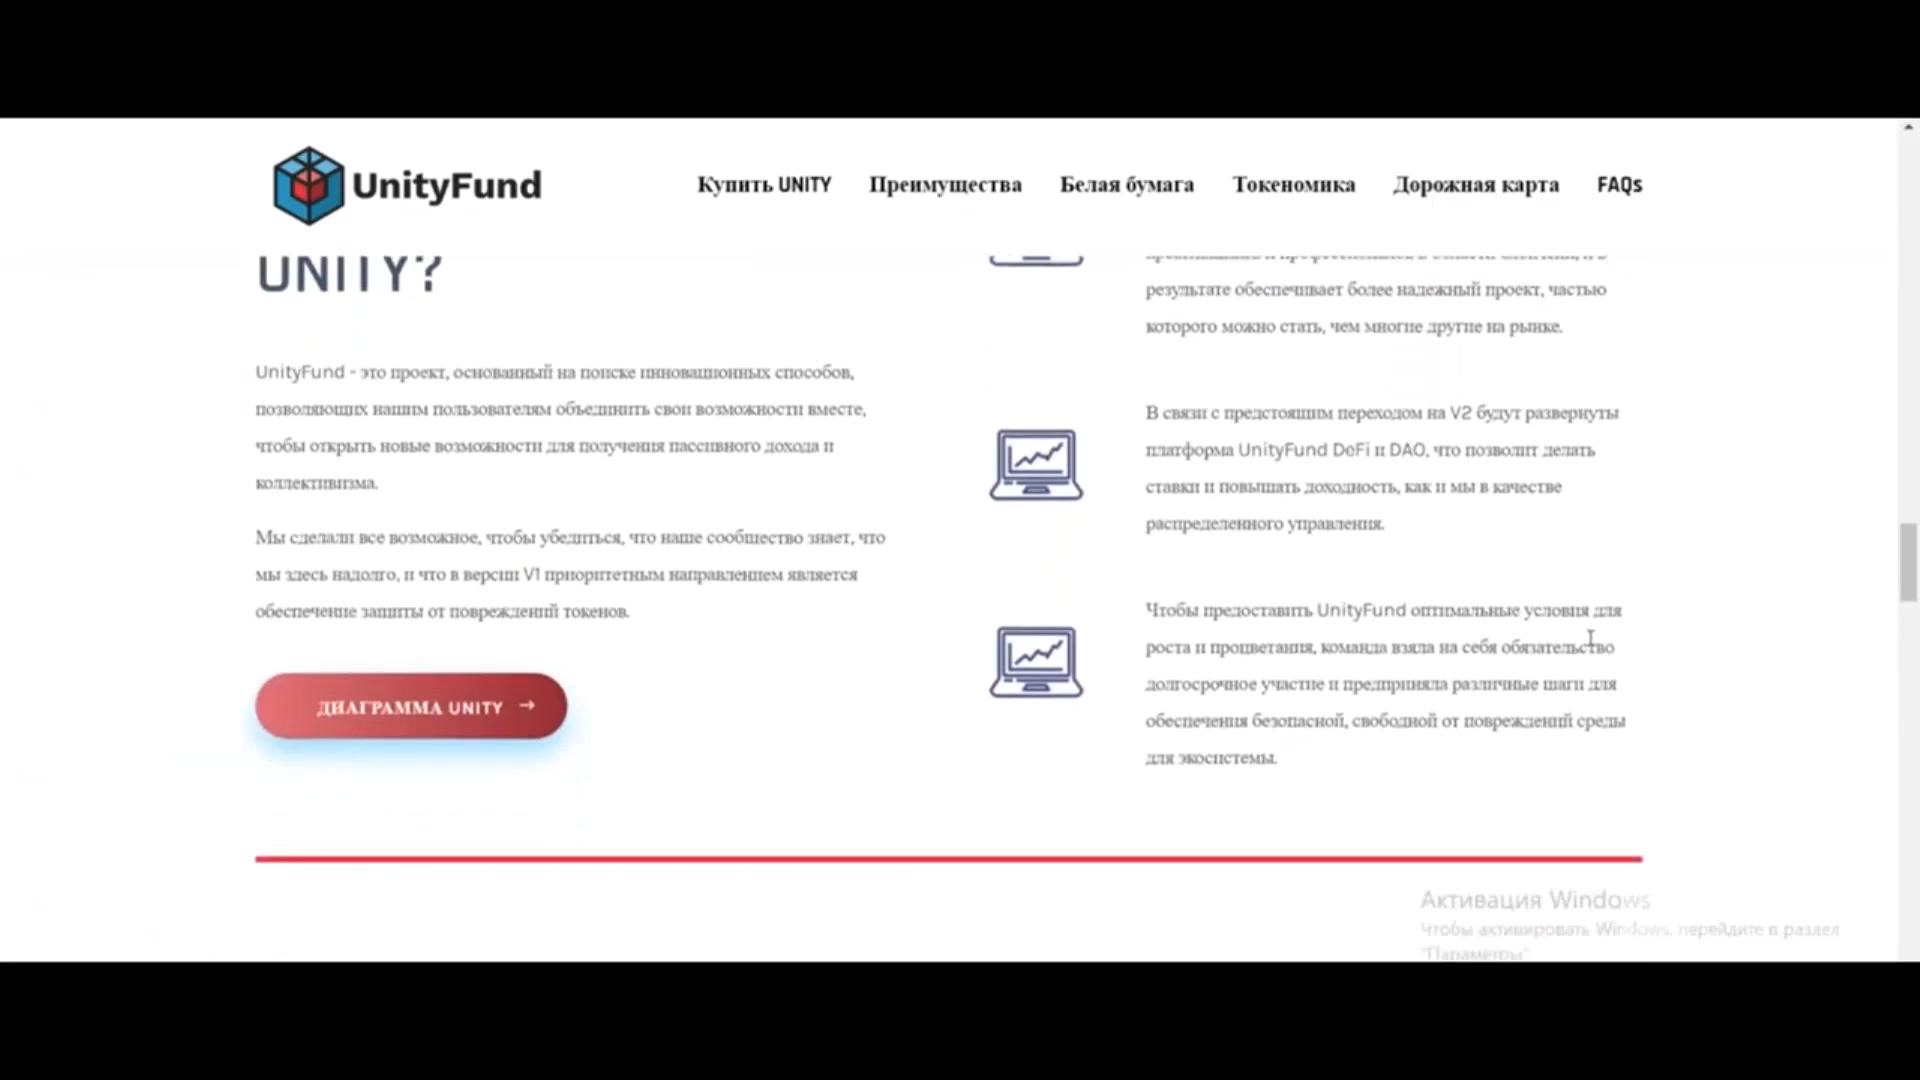 UnityFund
Купить UNITY
Преимущества
Белая бумага
Токеномика
Дорожная карта
FAQs
UNITY?
UnityFund - это проект, основанный на поиске инновационных способов,
позволяющих нашим пользователям объединить свои возможности вместе,
чтобы открыть новые возможности для получения пассивного дохода и
коллективизма.
Мы сделали все возможное, чтобы убедиться, что наше сообщество знает, что
мы здесь надолго, и что в версии V1 приоритетным направлением является
обеспечение защиты от повреждений токенов.
ДИАГРАММА UNITY →
результате обеспечивает более надежный проект, частью
которого можно стать, чем многие другие на рынке.
В связи с предстоящим переходом на V2 будут развернуты
платформа UnityFund DeFi и DAO, что позволит делать
ставки и повышать доходность, как и мы в качестве
распределенного управления.
Чтобы предоставить UnityFund оптимальные условия для
роста и процветания, команда взяла на себя обязательство
долгосрочное участие и предприняла различные шаги для
обеспечения безопасной, свободной от повреждений среды
для экосистемы.
Активация Windows
Чтобы активировать Windows, перейдите в раздел
"Параметры".